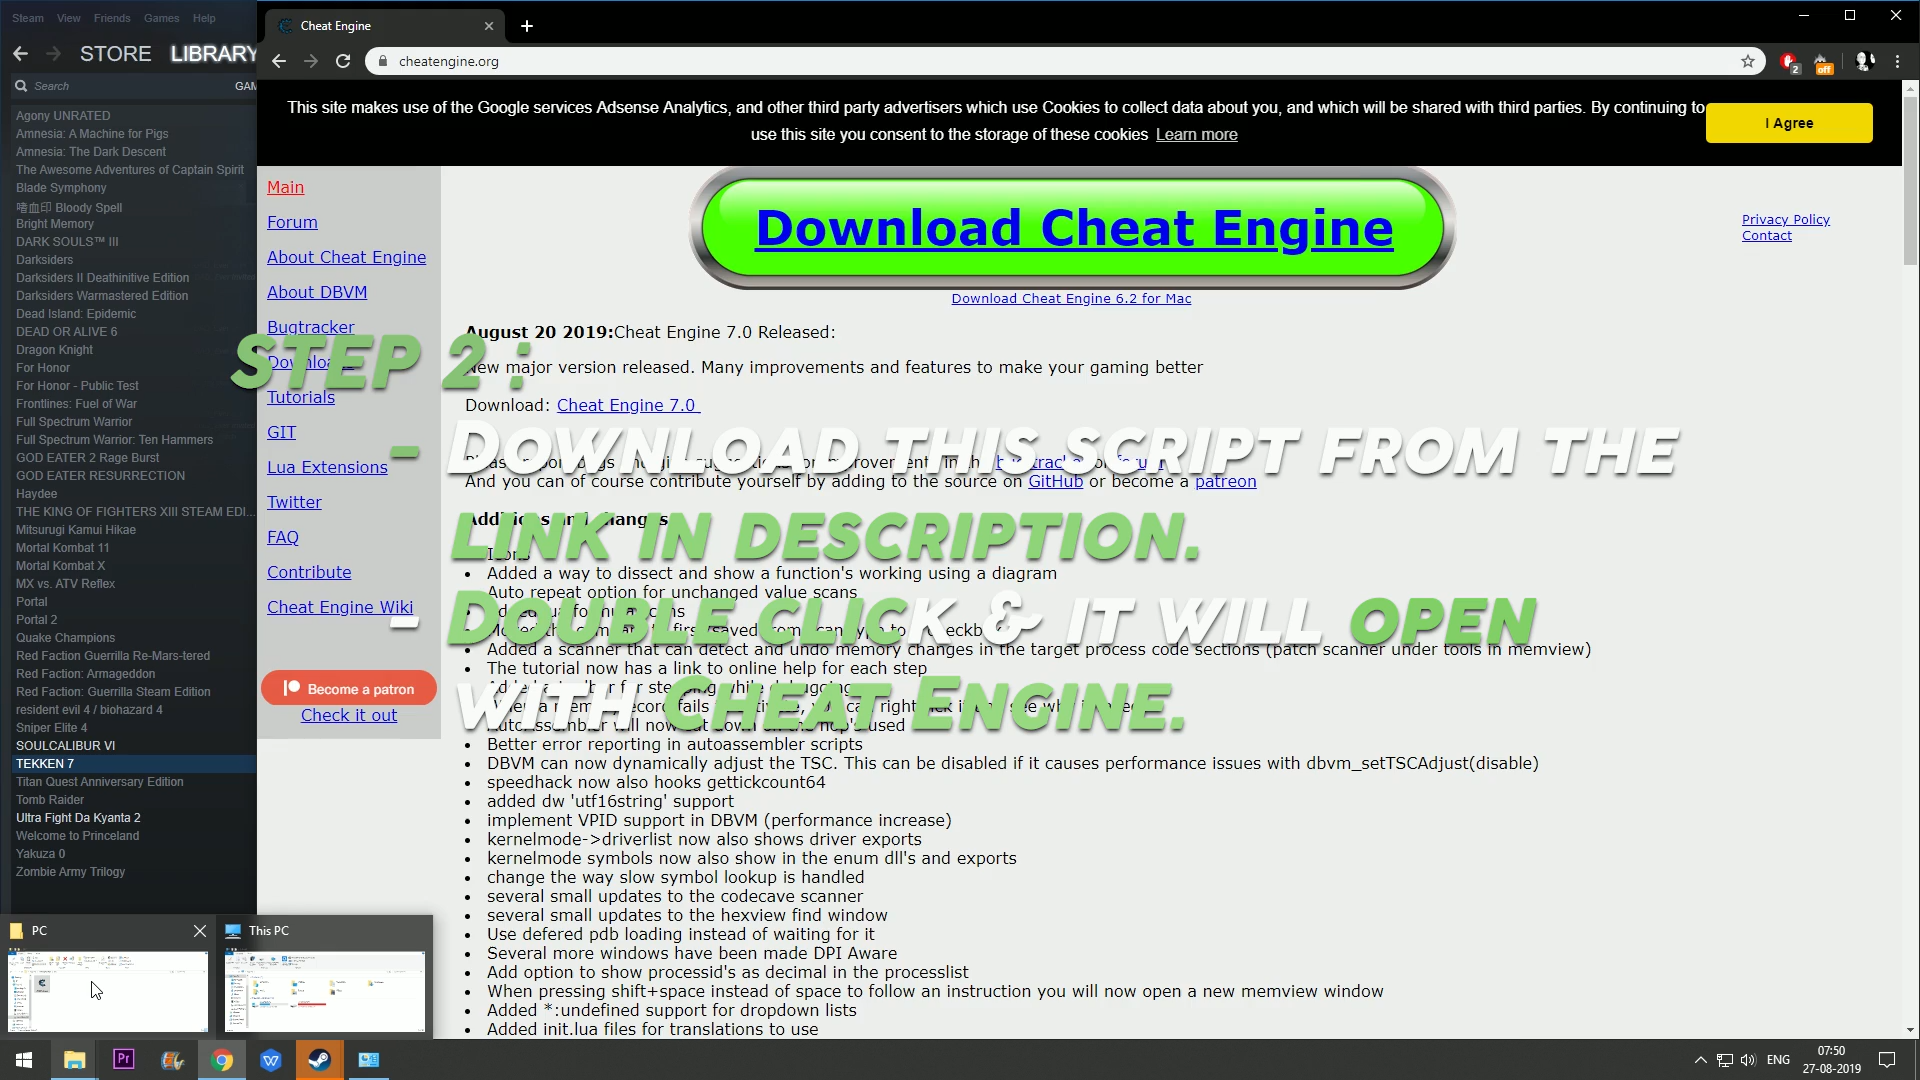 Steam View Friends Games Help
STORE LIBRARY
Search GAM
Agony UNRATED
Amnesia: A Machine for Pigs
Amnesia: The Dark Descent
The Awesome Adventures of Captain Spirit
Blade Symphony
嗜血印 Bloody Spell
Bright Memory
DARK SOULS™ III
Darksiders
Darksiders II Deathinitive Edition
Darksiders Warmastered Edition
Dead Island: Epidemic
DEAD OR ALIVE 6
Dragon Knight
For Honor
For Honor - Public Test
Frontlines: Fuel of War
Full Spectrum Warrior
Full Spectrum Warrior: Ten Hammers
GOD EATER 2 Rage Burst
GOD EATER RESURRECTION
Haydee
THE KING OF FIGHTERS XIII STEAM EDI...
Mitsurugi Kamui Hikae
Mortal Kombat 11
Mortal Kombat X
MX vs. ATV Reflex
Portal
Portal 2
Quake Champions
Red Faction Guerrilla Re-Mars-tered
Red Faction: Armageddon
Red Faction: Guerrilla Steam Edition
resident evil 4 / biohazard 4
Sniper Elite 4
SOULCALIBUR VI
TEKKEN 7
Titan Quest Anniversary Edition
Tomb Raider
Ultra Fight Da Kyanta 2
Welcome to Princeland
Yakuza 0
Zombie Army Trilogy
Cheat Engine
cheatengine.org
2
off
This site makes use of the Google services Adsense Analytics, and other third party advertisers which use Cookies to collect data about you, and which will be shared with third parties. By continuing to
use this site you consent to the storage of these cookies Learn more
I Agree
Main
Forum
About Cheat Engine
About DBVM
Bugtracker
Tutorials
GIT
Lua Extensions
Twitter
FAQ
Contribute
Cheat Engine Wiki
Become a patron
Check it out
Download Cheat Engine
Download Cheat Engine 6.2 for Mac
Privacy Policy
Contact
August 20 2019:Cheat Engine 7.0 Released:
New major version released. Many improvements and features to make your gaming better
Download: Cheat Engine 7.0
And you can of course contribute yourself by adding to the source on GitHub or become a patreon
STEP 2 :
- DOWNLOAD THIS SCRIPT FROM THE
LINK IN DESCRIPTION.
- DOUBLE CLICK & IT WILL OPEN
WITH CHEAT ENGINE.
• Added a way to dissect and show a function's working using a diagram
Auto repeat option for unchanged value scans
• Added a scanner that can detect and undo memory changes in the target process code sections (patch scanner under tools in memview)
• The tutorial now has a link to online help for each step
• Better error reporting in autoassembler scripts
• DBVM can now dynamically adjust the TSC. This can be disabled if it causes performance issues with dbvm_setTSCAdjust(disable)
• speedhack now also hooks gettickcount64
• added dw 'utf16string' support
• implement VPID support in DBVM (performance increase)
• kernelmode->driverlist now also shows driver exports
• kernelmode symbols now also show in the enum dll's and exports
• change the way slow symbol lookup is handled
• several small updates to the codecave scanner
• several small updates to the hexview find window
• Use defered pdb loading instead of waiting for it
• Several more windows have been made DPI Aware
• Add option to show processid's as decimal in the processlist
• When pressing shift+space instead of space to follow an instruction you will now open a new memview window
• Added *:undefined support for dropdown lists
• Added init.lua files for translations to use
PC
This PC
Pr
ENG
07:50
27-08-2019